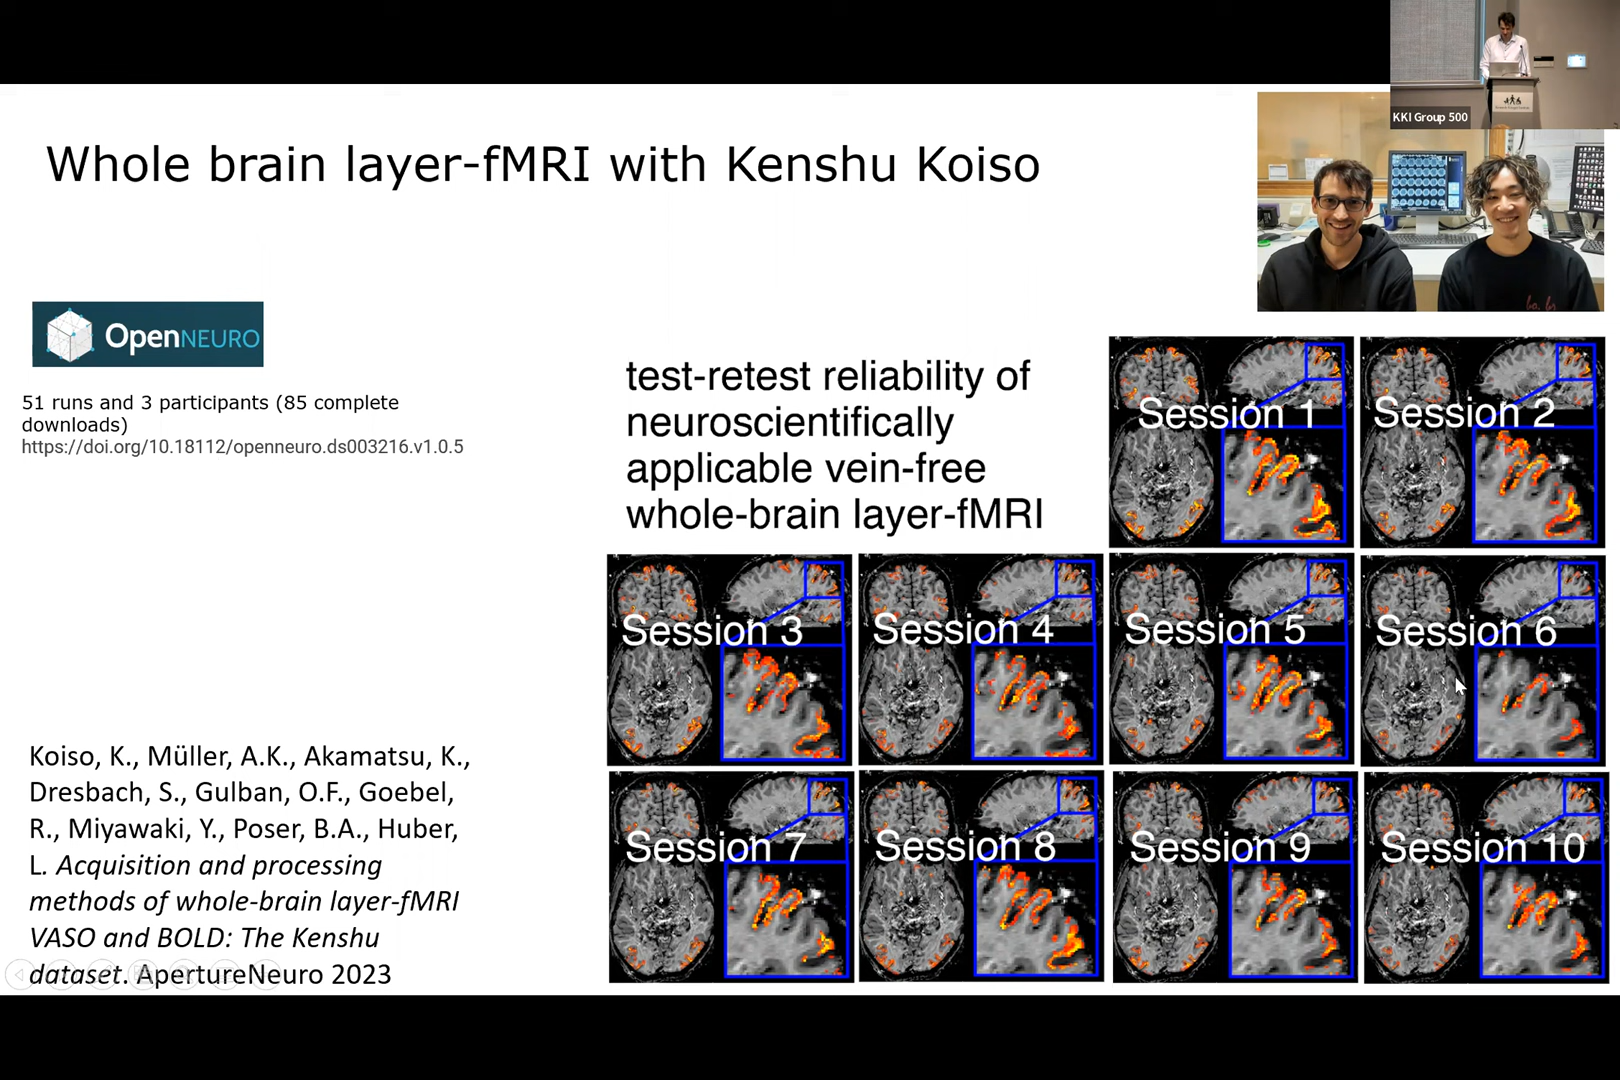 KKI Group 500
Whole brain layer-fMRI with Kenshu Koiso
OpenNEURO
51 runs and 3 participants (85 complete
downloads)
https://doi.org/10.18112/openneuro.ds003216.v1.0.5
test-retest reliability of
neuroscientifically
applicable vein-free
whole-brain layer-fMRI
Session 1
Session 2
Session 3
Session 4
Session 5
Session 6
Session 7
Session 8
Session 9
Session 10
Koiso, K., Müller, A.K., Akamatsu, K.,
Dresbach, S., Gulban, O.F., Goebel,
R., Miyawaki, Y., Poser, B.A., Huber,
L. Acquisition and processing
methods of whole-brain layer-fMRI
VASO and BOLD: The Kenshu
dataset. ApertureNeuro 2023